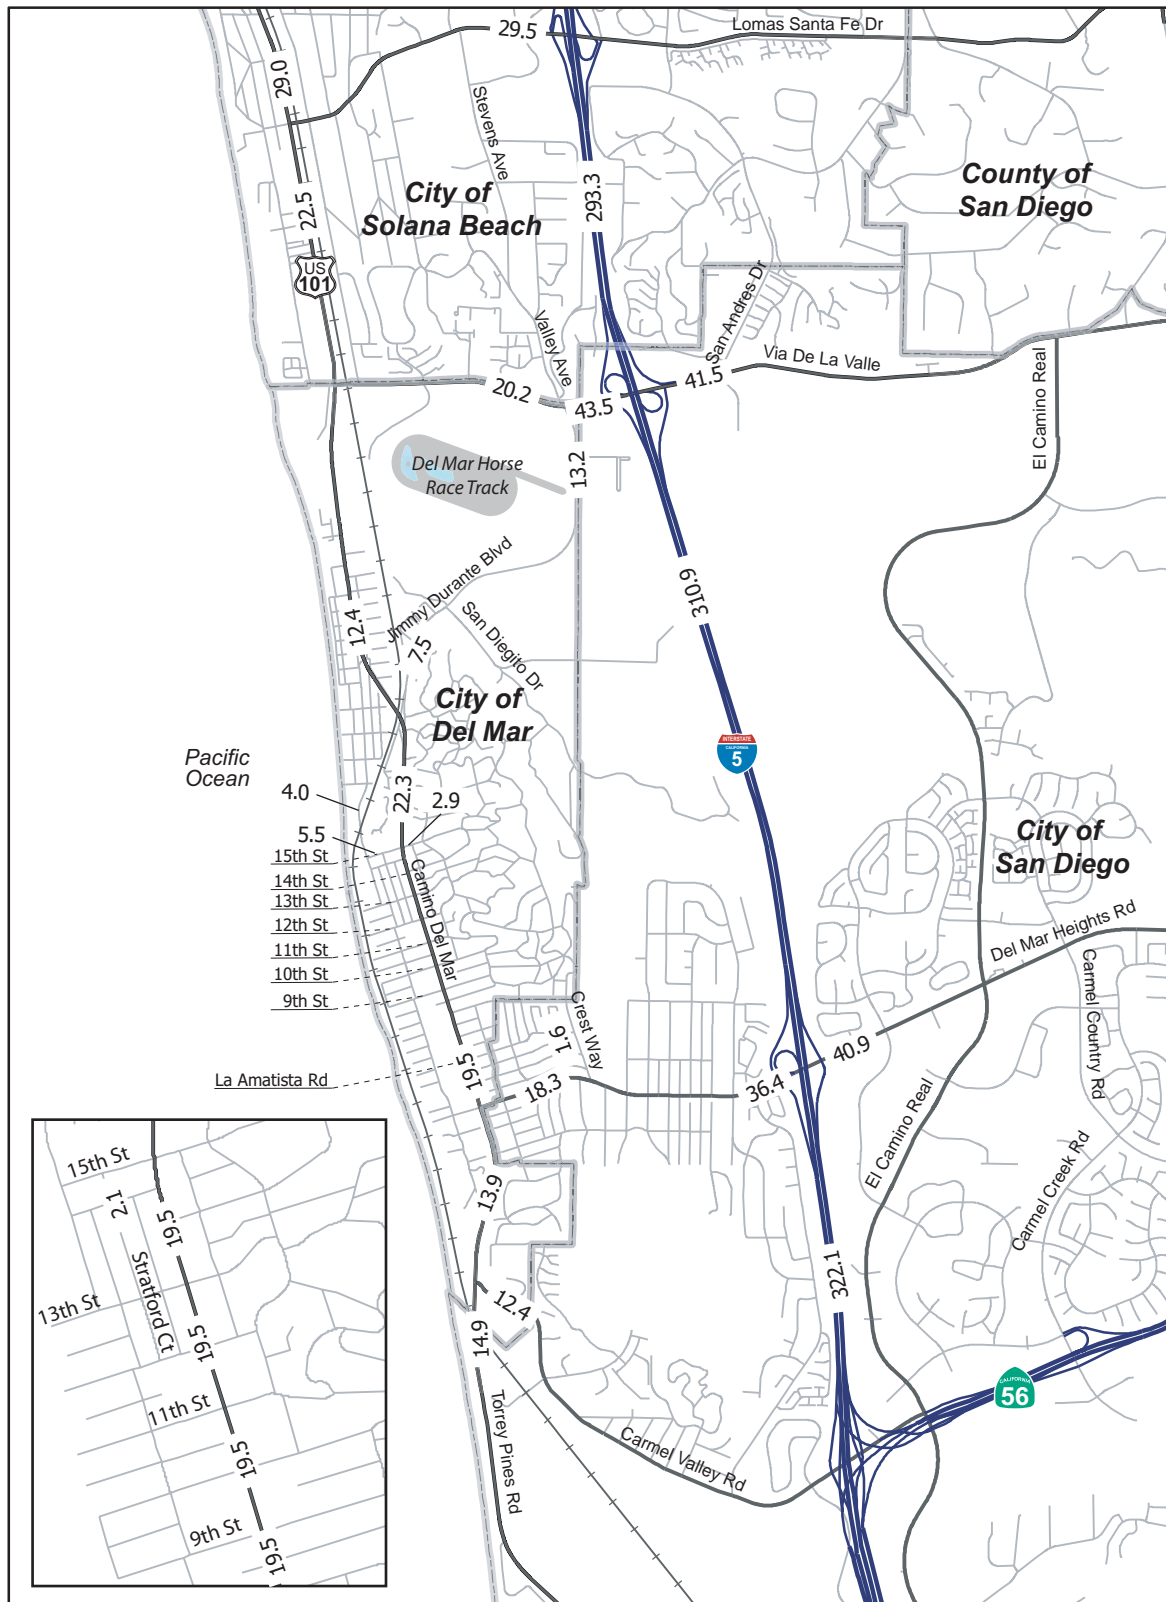 Lomas Santa Fe Dr
29.5
29.0
Stevens Ave
22.5
293.3
City of
Solana Beach
County of
San Diego
US
101
San Andres Dr
Valley Ave
Via De La Valle
El Camino Real
41.5
20.2
43.5
13.2
Del Mar Horse
Race Track
310.9
Jimmy Durante Blvd
San Diegito Dr
12.4
7.5
City of
Del Mar
Pacific
Ocean
INTERSTATE
CALIFORNIA
5
4.0
22.3
2.9
5.5
15th St
14th St
13th St
12th St
11th St
10th St
9th St
Camino Del Mar
City of
San Diego
Del Mar Heights Rd
Carmel Country Rd
Crest Way
1.6
40.9
36.4
18.3
19.5
La Amatista Rd
El Camino Real
Carmel Creek Rd
13.9
322.1
12.4
14.9
CALIFORNIA
56
Torrey Pines Rd
Carmel Valley Rd
15th St
2.1
19.5
Stratford Ct
13th St
19.5
11th St
19.5
9th St
19.5